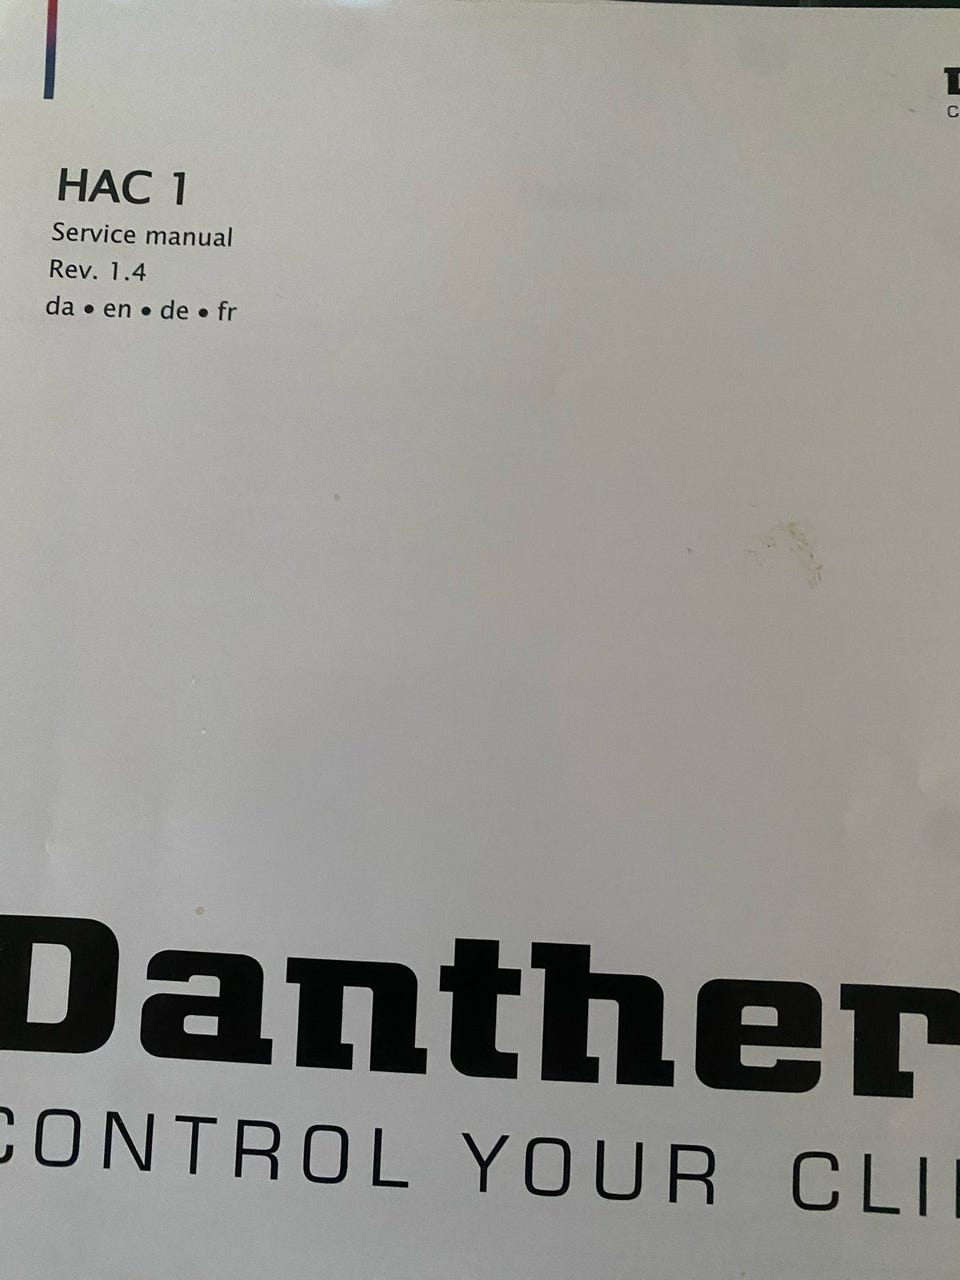 HAC 1
Service manual
Rev. 1.4
da • en • de • fr
Danther
CONTROL YOUR CLI